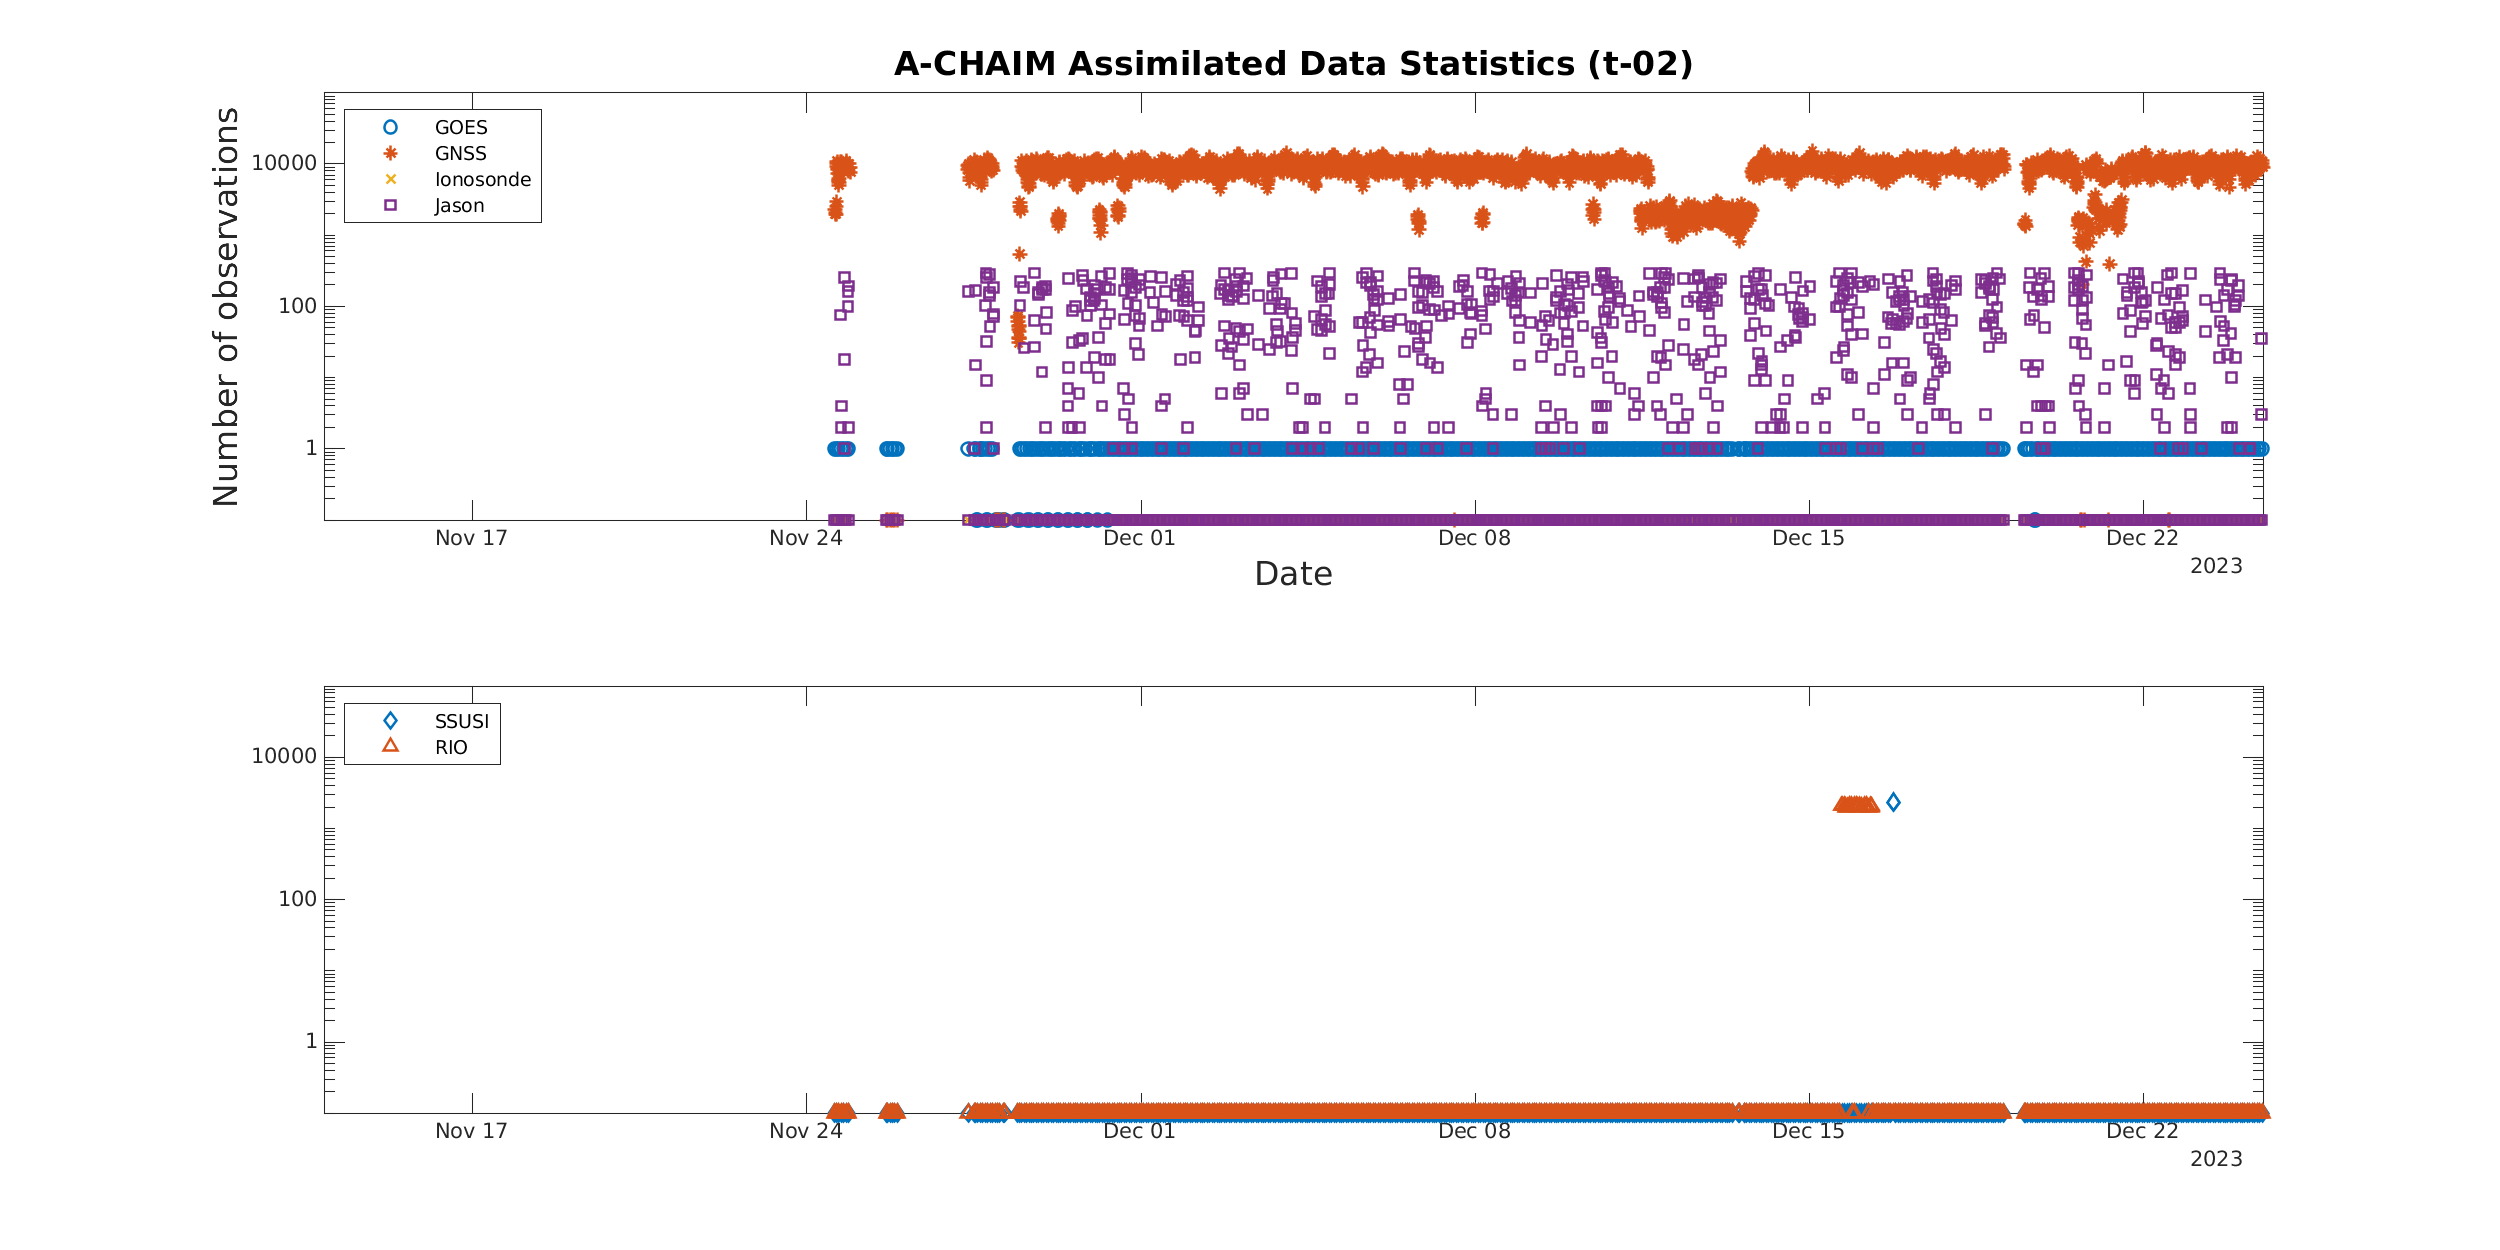 A-CHAIM Assimilated Data Statistics (t-02)
Number of observations
10000
100
1
GOES
GNSS
Ionosonde
Jason
Nov 17
Nov 24
Dec 01
Dec 08
Dec 15
Dec 22
2023
Date
10000
100
1
SSUSI
RIO
Nov 17
Nov 24
Dec 01
Dec 08
Dec 15
Dec 22
2023